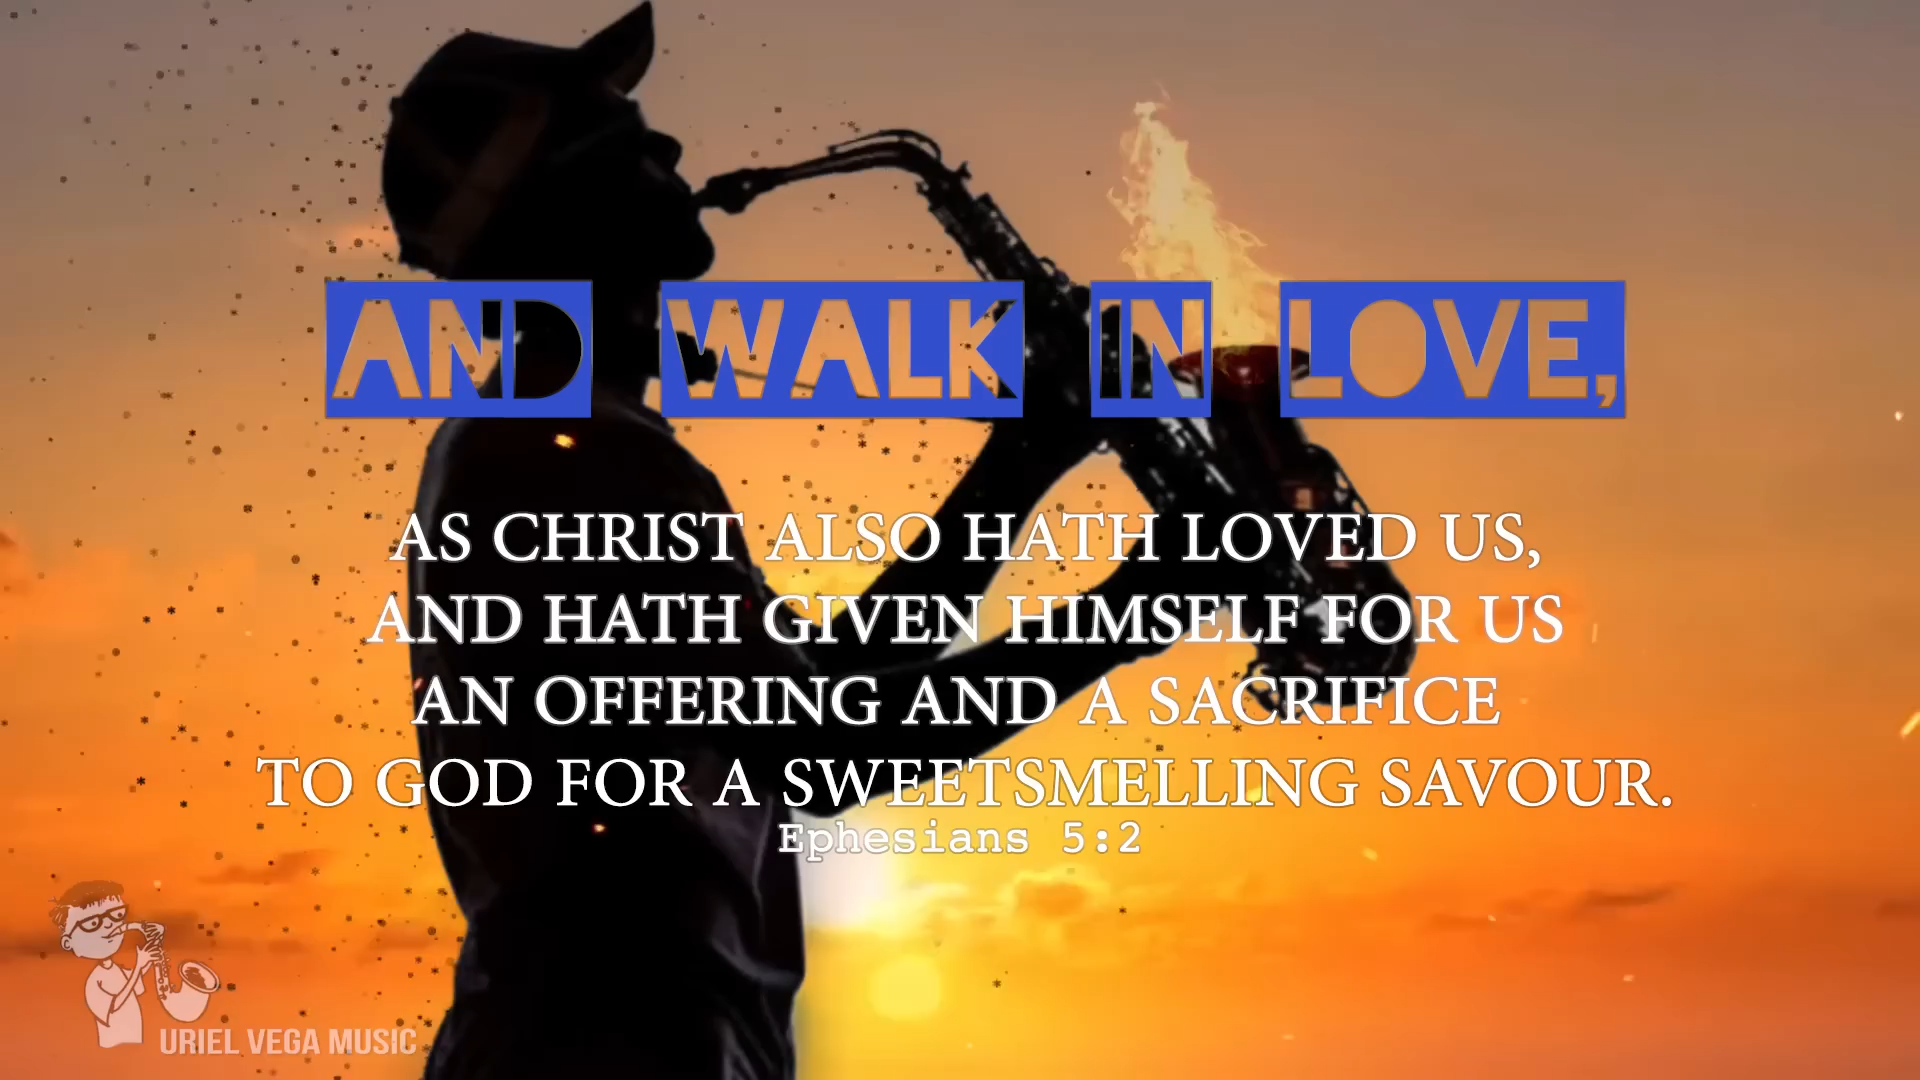 AND WALK IN LOVE,
AS CHRIST ALSO HATH LOVED US,
AND HATH GIVEN HIMSELF FOR US
AN OFFERING AND A SACRIFICE
TO GOD FOR A SWEETSMELLING SAVOUR.
Ephesians 5:2
URIEL VEGA MUSIC